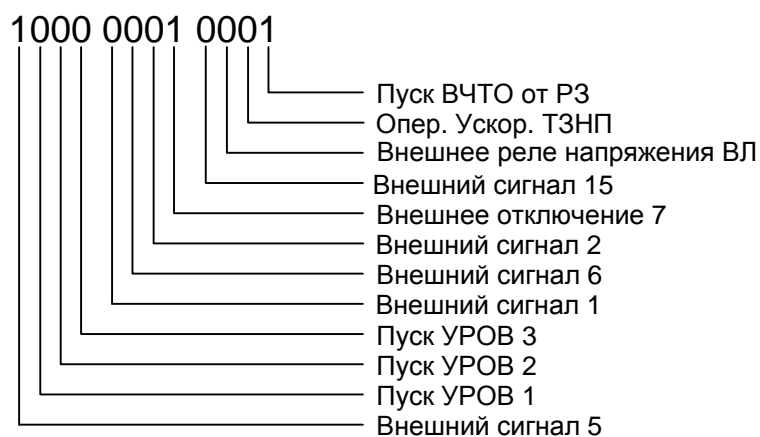 1000 0001 0001
Пуск ВЧТО от РЗ
Опер. Ускор. ТЗНП
Внешнее реле напряжения ВЛ
Внешний сигнал 15
Внешнее отключение 7
Внешний сигнал 2
Внешний сигнал 6
Внешний сигнал 1
Пуск УРОВ 3
Пуск УРОВ 2
Пуск УРОВ 1
Внешний сигнал 5